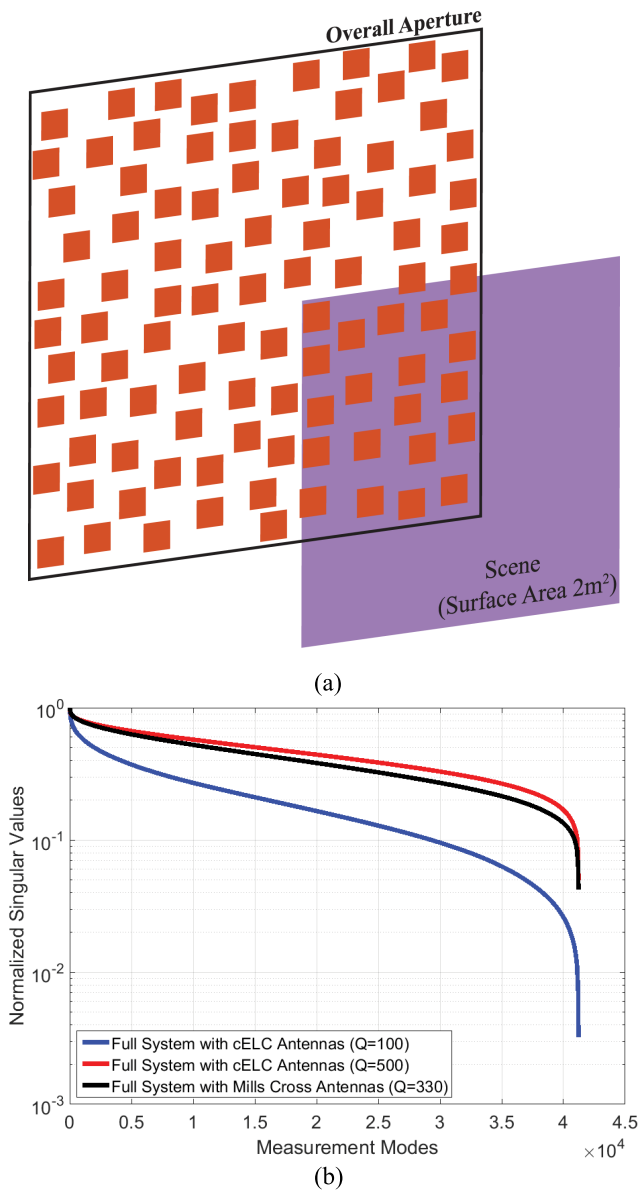 Overall Aperture
Scene
(Surface Area 2m²)
(a)
10⁰
10⁻¹
10⁻²
10⁻³
Normalized Singular Values
Full System with cELC Antennas (Q=100)
Full System with cELC Antennas (Q=500)
Full System with Mills Cross Antennas (Q=330)
0 0.5 1 1.5 2 2.5 3 3.5 4 4.5
Measurement Modes
×10⁴
(b)